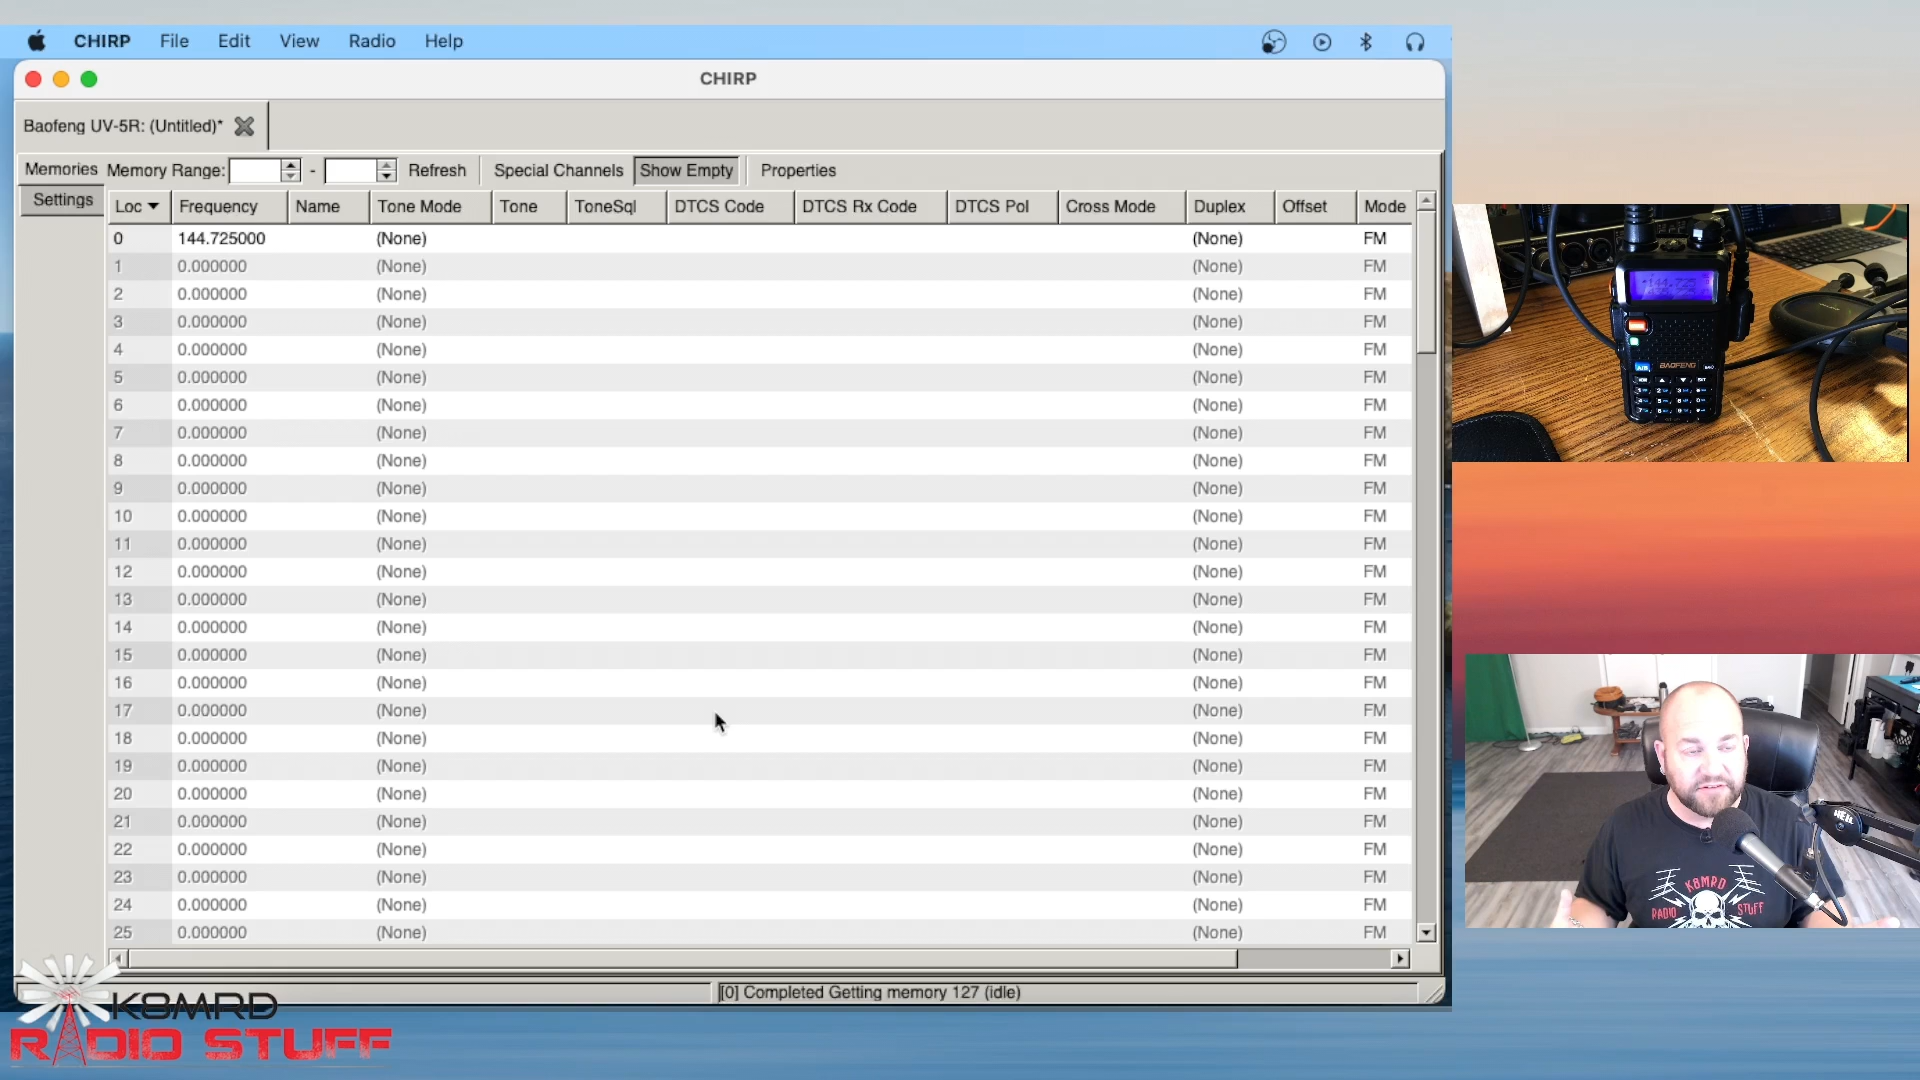 CHIRP File Edit View Radio Help
CHIRP
Baofeng UV-5R: (Untitled)*
Memories Memory Range: - Refresh Special Channels Show Empty Properties
Settings
Loc Frequency Name Tone Mode Tone ToneSql DTCS Code DTCS Rx Code DTCS Pol Cross Mode Duplex Offset Mode
0 144.725000 (None) (None) FM
1 0.000000 (None) (None) FM
2 0.000000 (None) (None) FM
3 0.000000 (None) (None) FM
4 0.000000 (None) (None) FM
5 0.000000 (None) (None) FM
6 0.000000 (None) (None) FM
7 0.000000 (None) (None) FM
8 0.000000 (None) (None) FM
9 0.000000 (None) (None) FM
10 0.000000 (None) (None) FM
11 0.000000 (None) (None) FM
12 0.000000 (None) (None) FM
13 0.000000 (None) (None) FM
14 0.000000 (None) (None) FM
15 0.000000 (None) (None) FM
16 0.000000 (None) (None) FM
17 0.000000 (None) (None) FM
18 0.000000 (None) (None) FM
19 0.000000 (None) (None) FM
20 0.000000 (None) (None) FM
21 0.000000 (None) (None) FM
22 0.000000 (None) (None) FM
23 0.000000 (None) (None) FM
24 0.000000 (None) (None) FM
25 0.000000 (None) (None) FM
[0] Completed Getting memory 127 (idle)
K8MRD
RADIO STUFF
144.725
BAOFENG
HEIL
K8MRD
RADIO STUFF